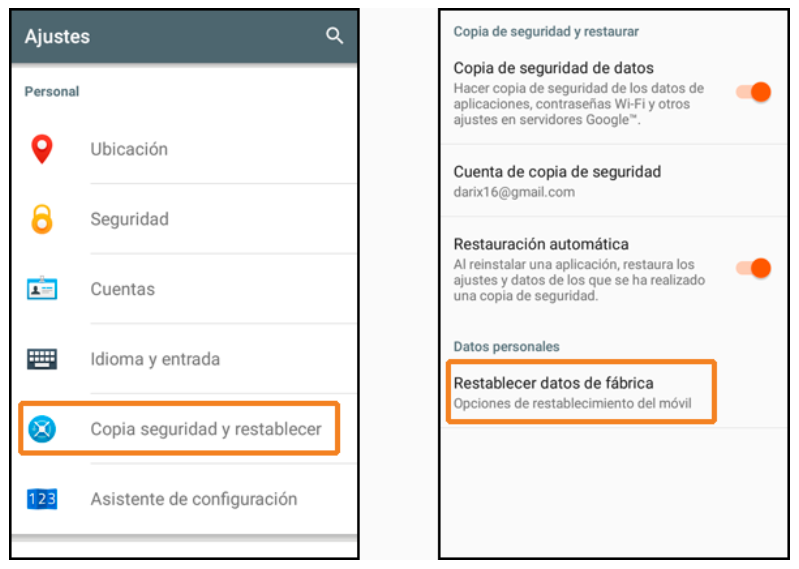 Ajustes
Personal
Ubicación
Seguridad
Cuentas
Idioma y entrada
Copia seguridad y restablecer
123
Asistente de configuración
Copia de seguridad y restaurar
Copia de seguridad de datos
Hacer copia de seguridad de los datos de
aplicaciones, contraseñas Wi-Fi y otros
ajustes en servidores Google™.
Cuenta de copia de seguridad
darix16@gmail.com
Restauración automática
Al reinstalar una aplicación, restaura los
ajustes y datos de los que se ha realizado
una copia de seguridad.
Datos personales
Restablecer datos de fábrica
Opciones de restablecimiento del móvil